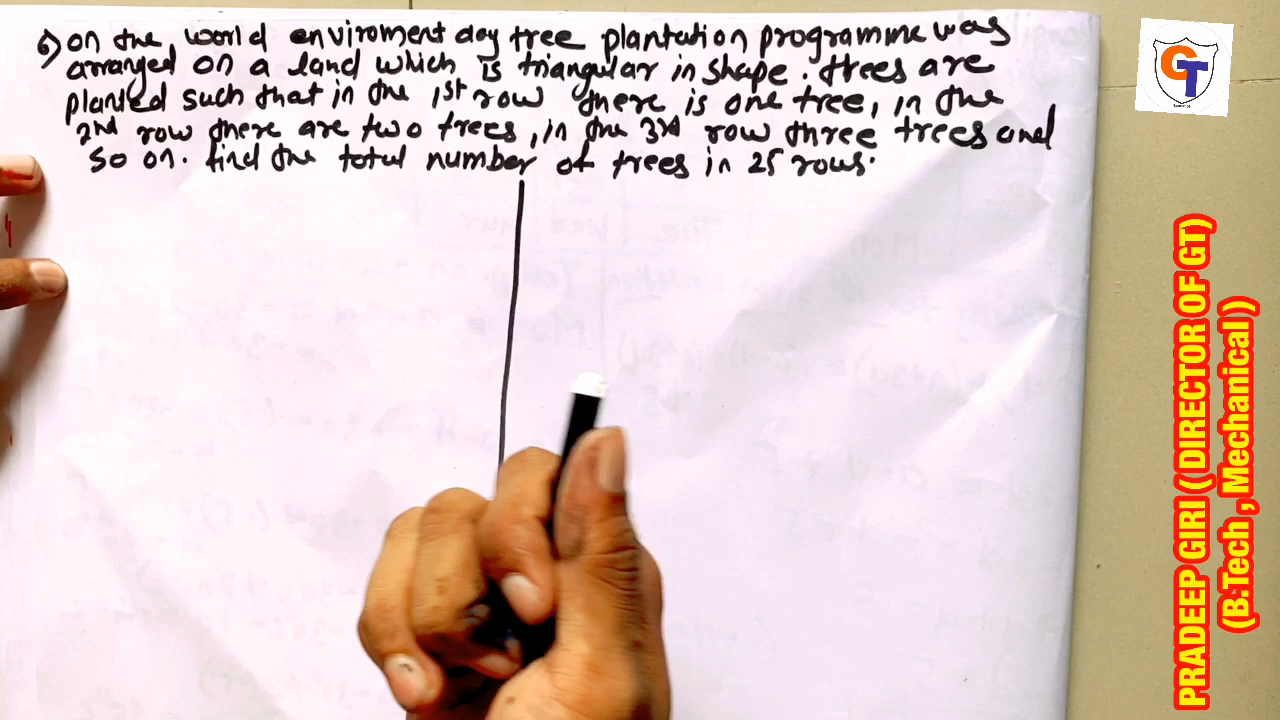 6) on the world enviroment day tree plantation programme was
arranged on a land which is triangular in shape. trees are
planted such that in the 1st row there is one tree, in the
2nd row there are two trees, in the 3rd row three trees and
so on. find the total number of trees in 25 rows.
GT
PRADEEP GIRI ( DIRECTOR OF GT)
(B.Tech , Mechanical )